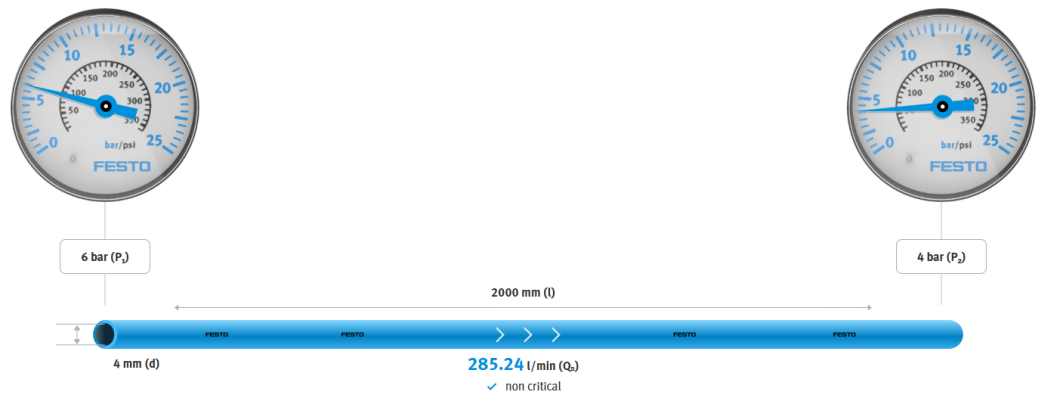 10 15
5 20
0 25
50 100 150 200 250 300 350
bar/psi
FESTO
10 15
5 20
0 25
100 150 200 250 300 350
bar/psi
FESTO
6 bar (P₁)
4 bar (P₂)
2000 mm (l)
FESTO FESTO FESTO FESTO
4 mm (d)
285.24 l/min (Qₙ)
✓ non critical